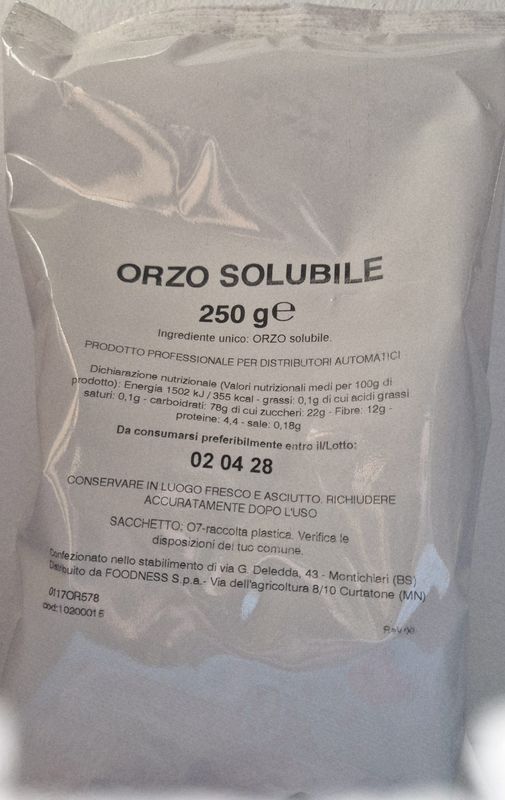 ORZO SOLUBILE
250 g ℮
Ingrediente unico: ORZO solubile.
PRODOTTO PROFESSIONALE PER DISTRIBUTORI AUTOMATICI
Dichiarazione nutrizionale (Valori nutrizionali medi per 100g di
prodotto): Energia 1502 kJ / 355 kcal - grassi: 0,1g di cui acidi grassi
saturi: 0,1g - carboidrati: 78g di cui zuccheri: 22g - Fibre: 12g -
proteine: 4,4 - sale: 0,18g
Da consumarsi preferibilmente entro il/Lotto:
02 04 28
CONSERVARE IN LUOGO FRESCO E ASCIUTTO. RICHIUDERE
ACCURATAMENTE DOPO L'USO
SACCHETTO: O7-raccolta plastica. Verifica le
disposizioni del tuo comune.
Confezionato nello stabilimento di via G. Deledda, 43 - Montichiari (BS)
Distribuito da FOODNESS S.p.a.- Via dell'agricoltura 8/10 Curtatone (MN)
0117OR578
cod:10200015